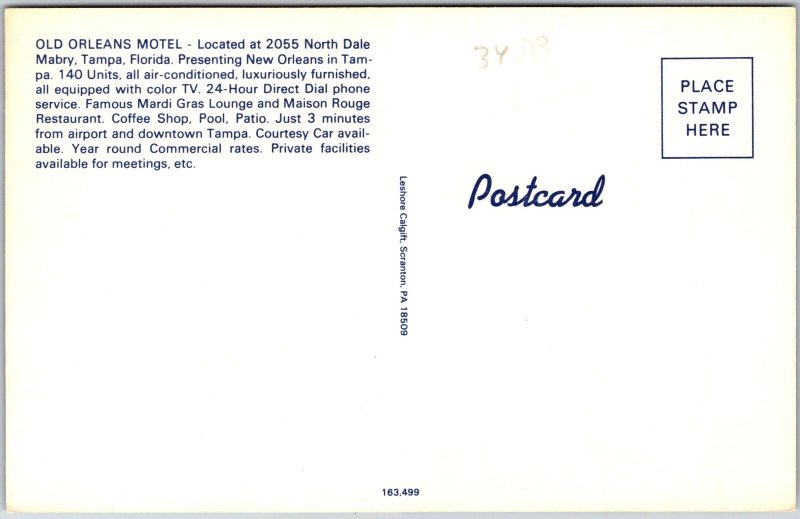 OLD ORLEANS MOTEL - Located at 2055 North Dale
Mabry, Tampa, Florida. Presenting New Orleans in Tam-
pa. 140 Units, all air-conditioned, luxuriously furnished,
all equipped with color TV. 24-Hour Direct Dial phone
service. Famous Mardi Gras Lounge and Maison Rouge
Restaurant. Coffee Shop, Pool, Patio. Just 3 minutes
from airport and downtown Tampa. Courtesy Car avail-
able. Year round Commercial rates. Private facilities
available for meetings, etc.
Leshore Calgift, Scranton, PA 18509
163,499
PLACE
STAMP
HERE
Postcard